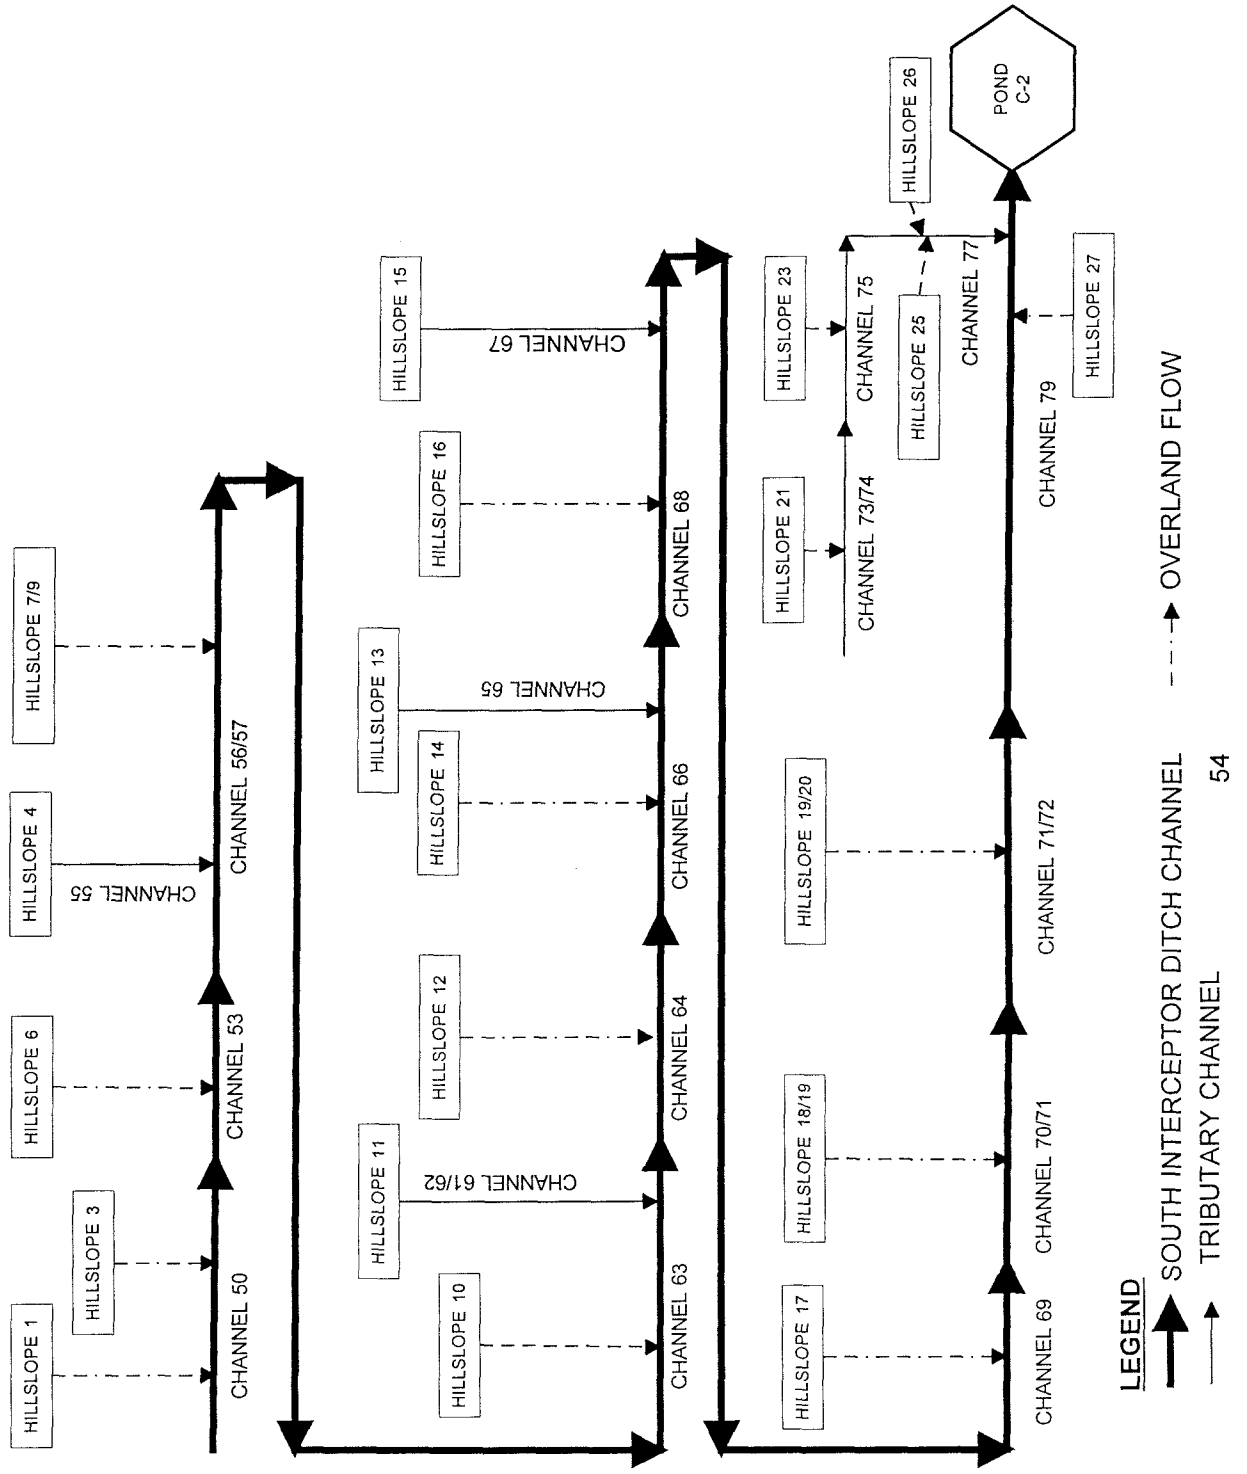 HILLSLOPE 1
HILLSLOPE 3
HILLSLOPE 6
HILLSLOPE 4
HILLSLOPE 7/9
CHANNEL 55
CHANNEL 50
CHANNEL 53
CHANNEL 56/57
HILLSLOPE 10
HILLSLOPE 11
HILLSLOPE 12
HILLSLOPE 14
HILLSLOPE 13
HILLSLOPE 16
HILLSLOPE 15
CHANNEL 61/62
CHANNEL 65
CHANNEL 67
CHANNEL 63
CHANNEL 64
CHANNEL 66
CHANNEL 68
HILLSLOPE 17
HILLSLOPE 18/19
HILLSLOPE 19/20
HILLSLOPE 21
HILLSLOPE 23
CHANNEL 73/74
CHANNEL 75
HILLSLOPE 25
HILLSLOPE 26
CHANNEL 77
POND
C-2
CHANNEL 69
CHANNEL 70/71
CHANNEL 71/72
CHANNEL 79
HILLSLOPE 27
LEGEND
SOUTH INTERCEPTOR DITCH CHANNEL
OVERLAND FLOW
TRIBUTARY CHANNEL
54